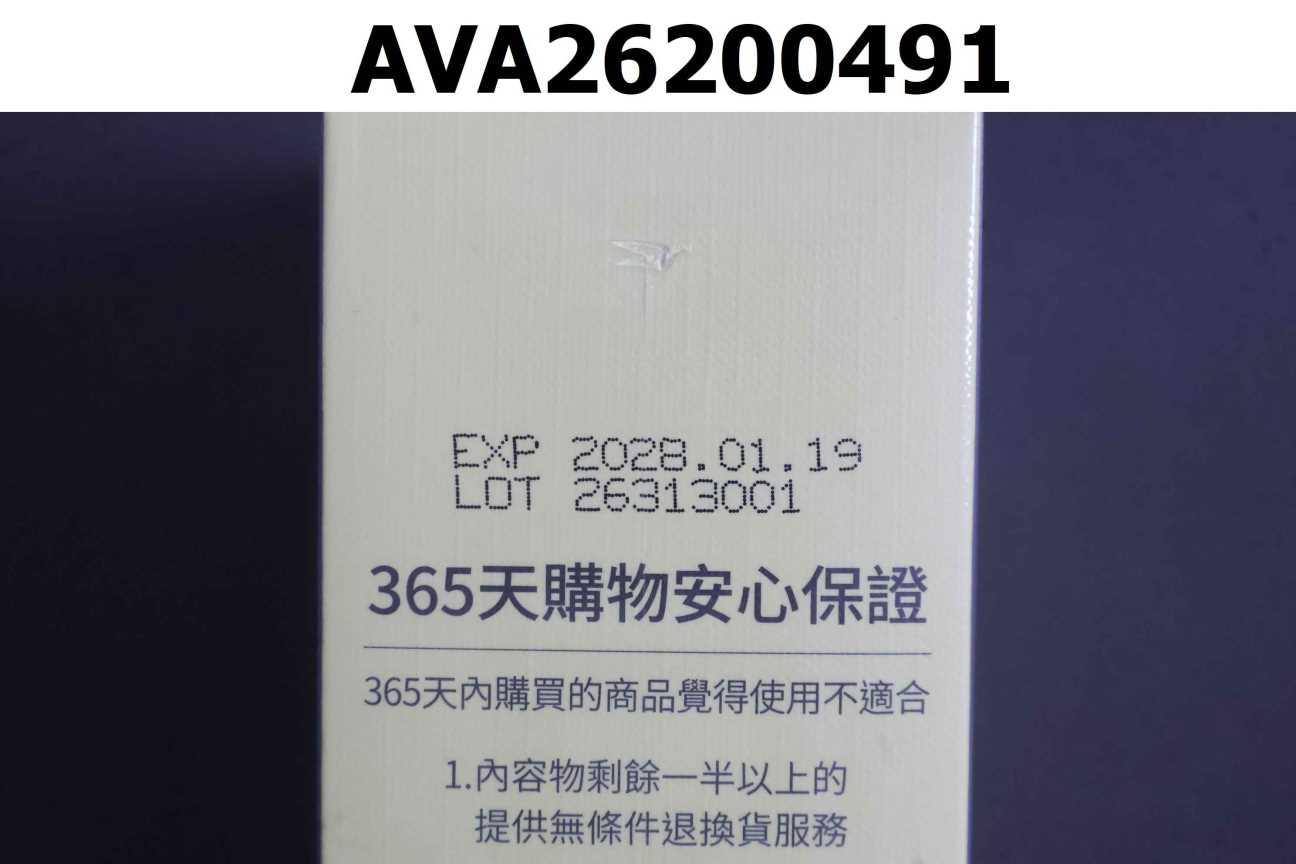 AVA26200491
EXP 2028.01.19
LOT 26313001
365天購物安心保證
365天內購買的商品覺得使用不適合
1.內容物剩餘一半以上的
提供無條件退換貨服務